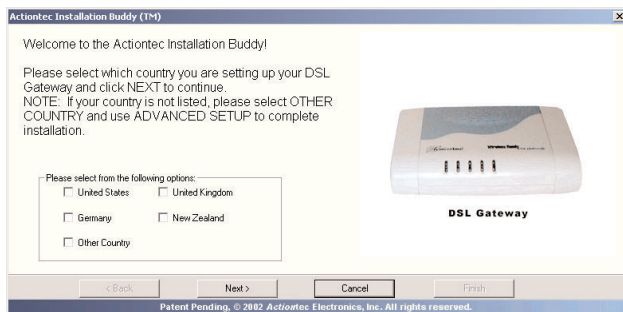 Actiontec Installation Buddy (TM)
Welcome to the Actiontec Installation Buddy!
Please select which country you are setting up your DSL
Gateway and click NEXT to continue.
NOTE: If your country is not listed, please select OTHER
COUNTRY and use ADVANCED SETUP to complete
installation.
Please select from the following options:
United States
United Kingdom
Germany
New Zealand
Other Country
DSL Gateway
< Back
Next >
Cancel
Finish
Patent Pending, © 2002 Actiontec Electronics, Inc. All rights reserved.